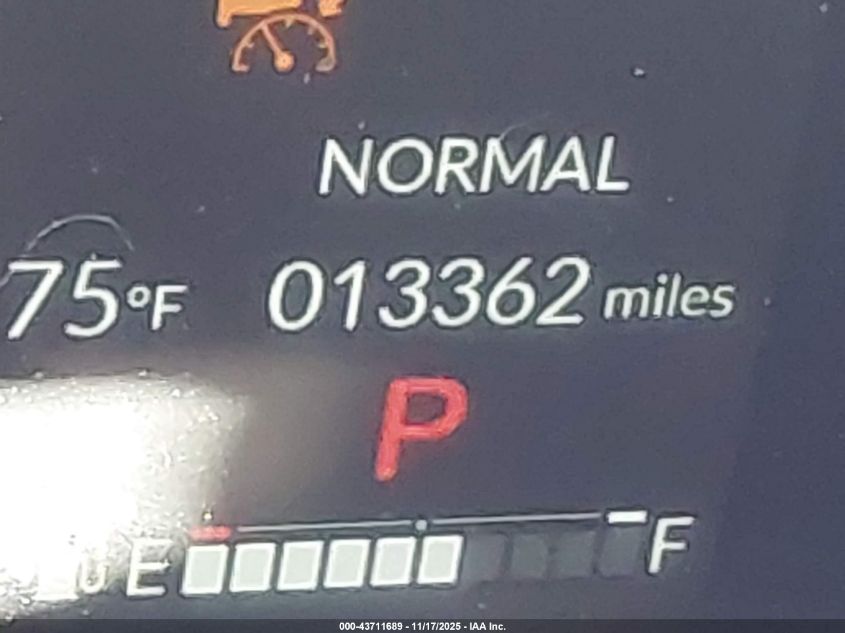 NORMAL
75°F 013362 miles
P
E F
000-43711689 - 11/17/2025 - IAA Inc.